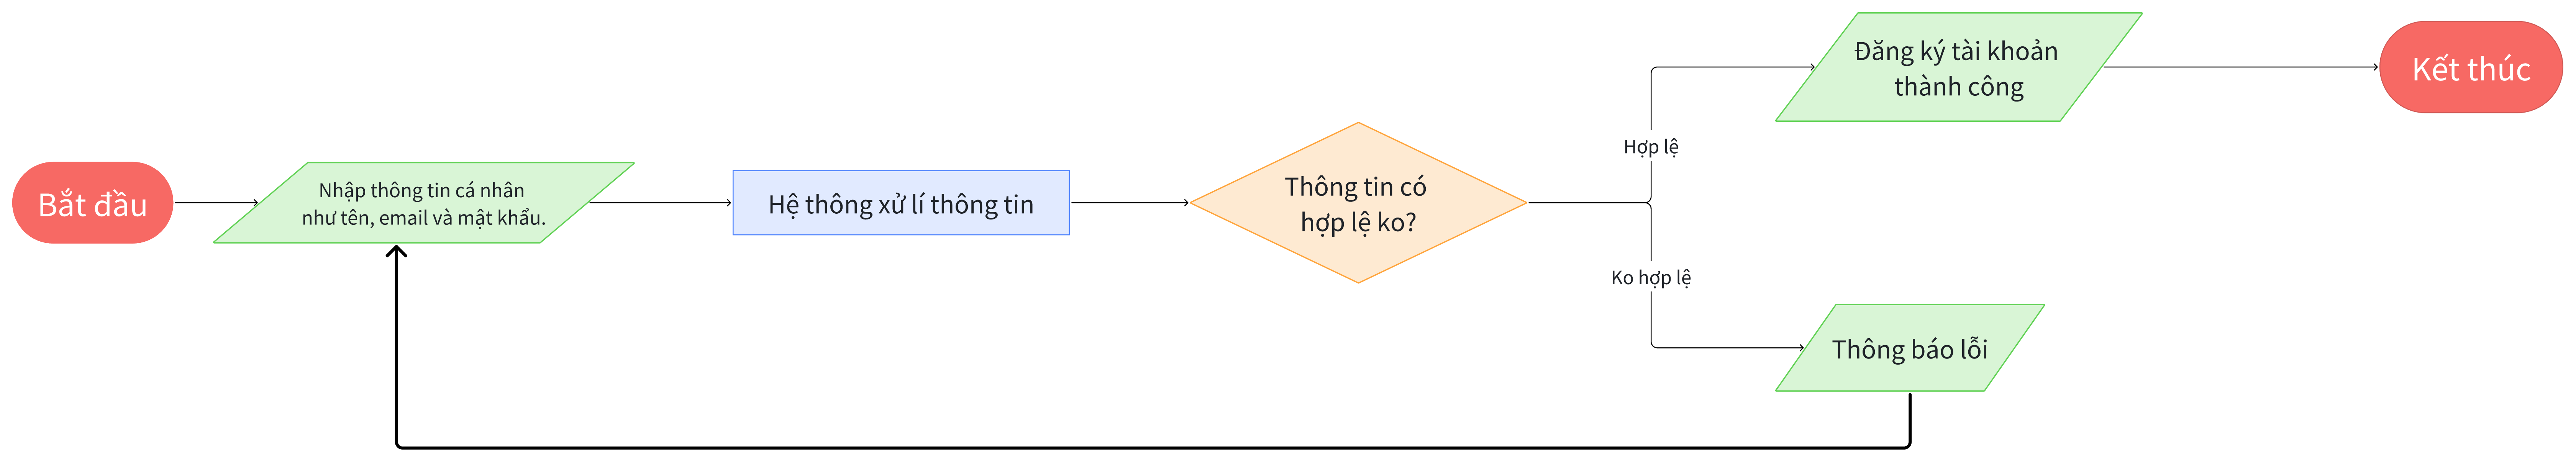 Bắt đầu
Nhập thông tin cá nhân
như tên, email và mật khẩu.
Hệ thông xử lí thông tin
Thông tin có
hợp lệ ko?
Hợp lệ
Đăng ký tài khoản
thành công
Kết thúc
Ko hợp lệ
Thông báo lỗi